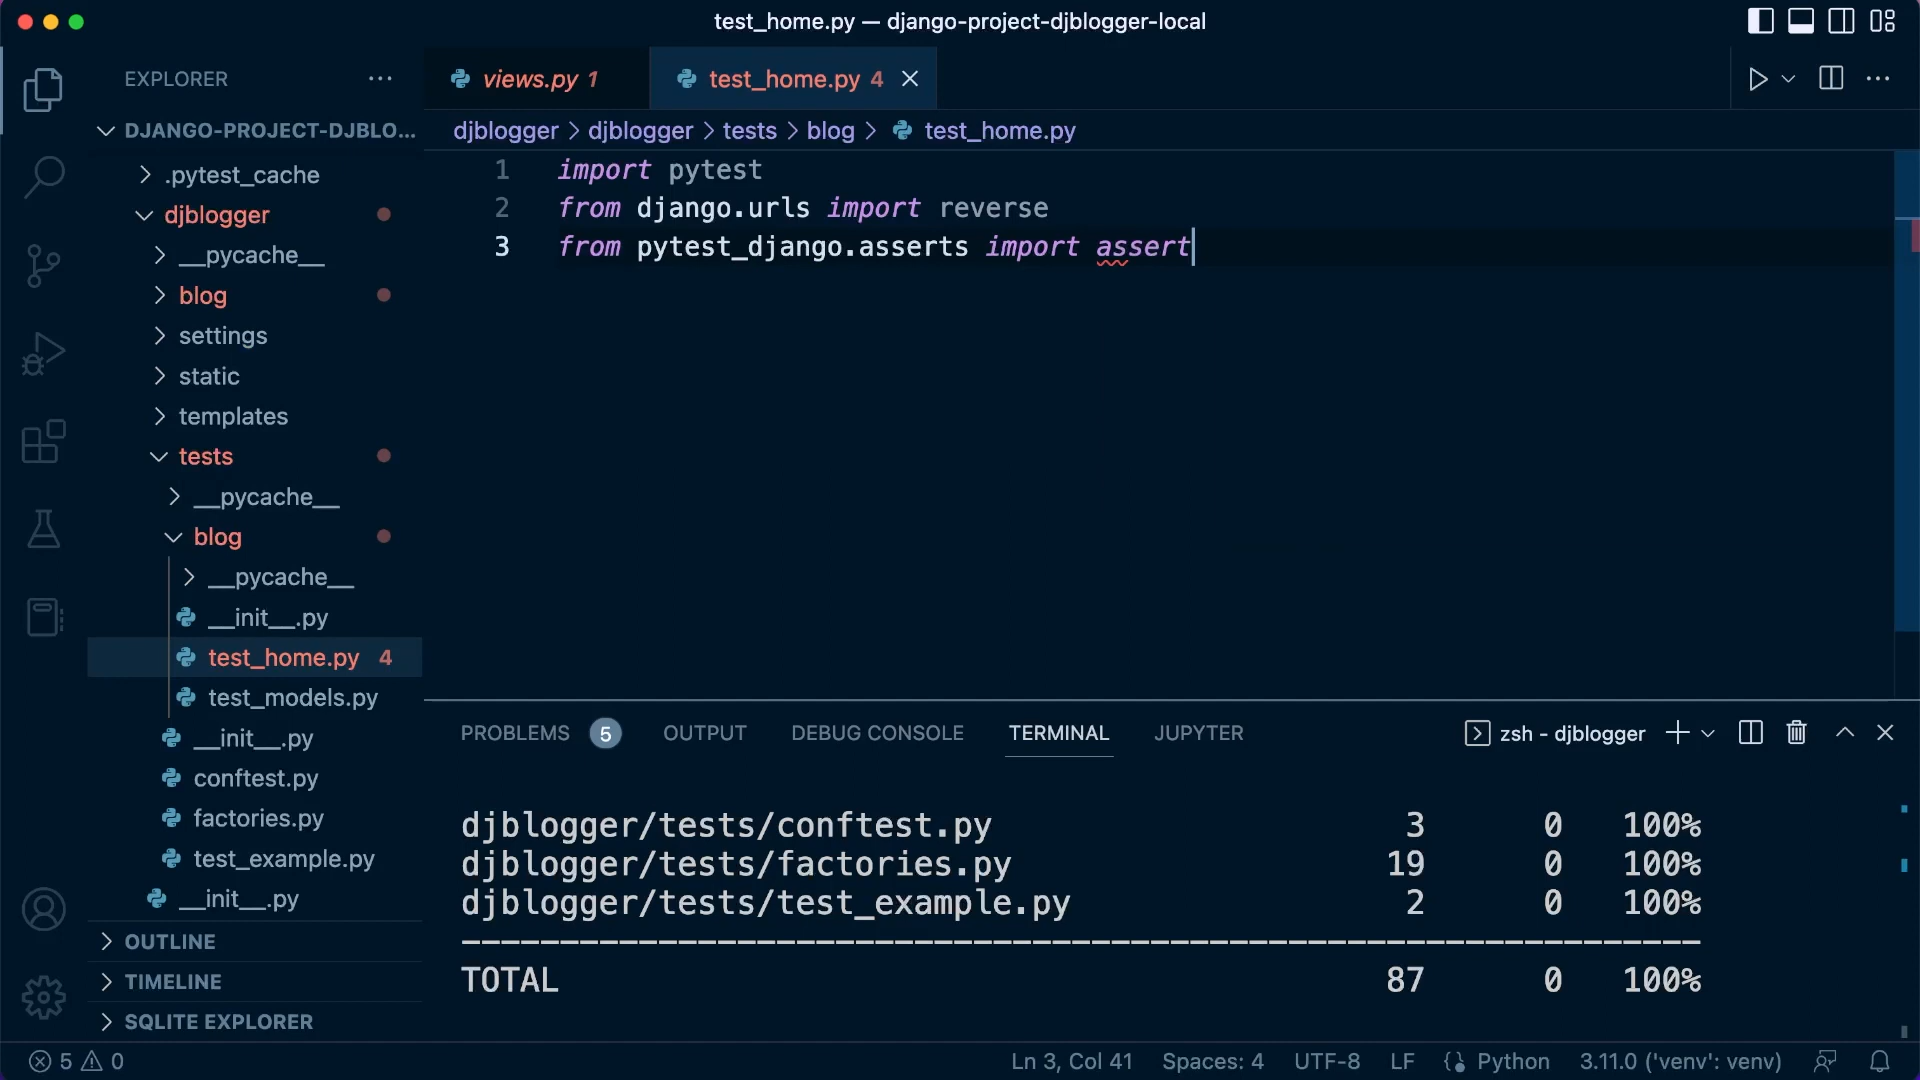 test_home.py — django-project-djblogger-local
EXPLORER
views.py 1
test_home.py 4
DJANGO-PROJECT-DJBLO...
djblogger > djblogger > tests > blog > test_home.py
.pytest_cache
djblogger
__pycache__
blog
settings
static
templates
tests
__pycache__
blog
__pycache__
__init__.py
test_home.py 4
test_models.py
__init__.py
conftest.py
factories.py
test_example.py
__init__.py
OUTLINE
TIMELINE
SQLITE EXPLORER
1 import pytest
2 from django.urls import reverse
3 from pytest_django.asserts import assert
PROBLEMS 5 OUTPUT DEBUG CONSOLE TERMINAL JUPYTER zsh - djblogger
djblogger/tests/conftest.py 3 0 100%
djblogger/tests/factories.py 19 0 100%
djblogger/tests/test_example.py 2 0 100%
----------------------------------------------------------------
TOTAL 87 0 100%
5 0 Ln 3, Col 41 Spaces: 4 UTF-8 LF Python 3.11.0 ('venv': venv)